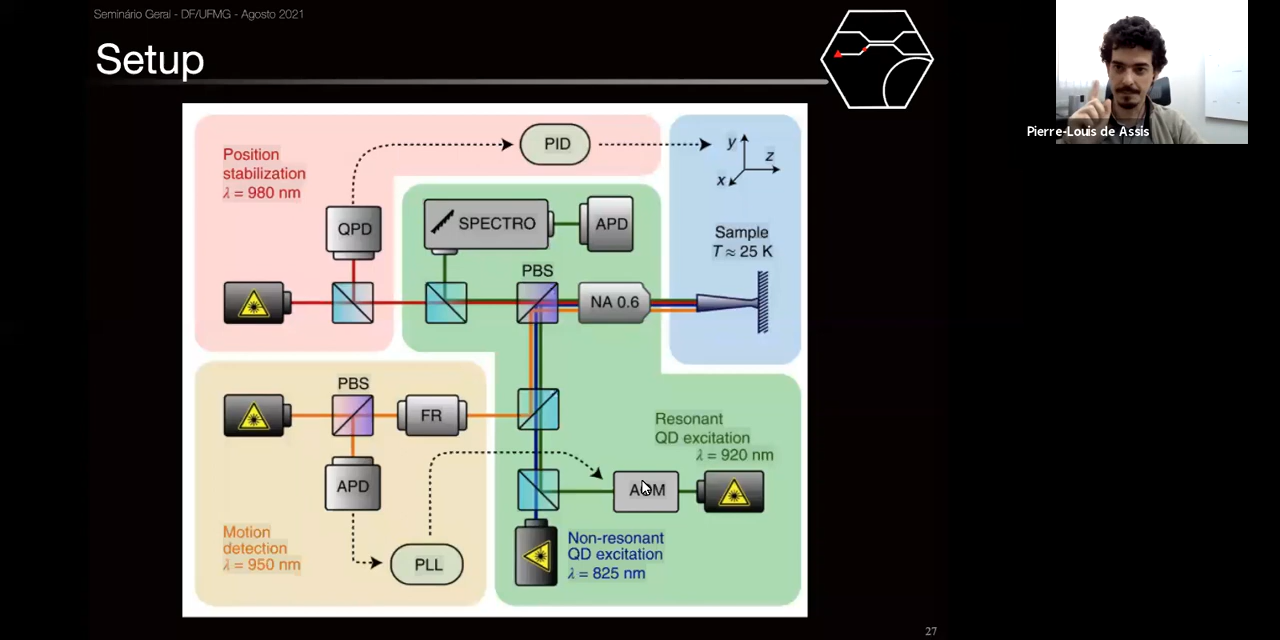 Seminário Gerai - DF/UFMG - Agosto 2021
Setup
Pierre-Louis de Assis
Position
stabilization
λ = 980 nm
PID
y
z
x
QPD
SPECTRO
APD
PBS
NA 0.6
Sample
T ≈ 25 K
PBS
FR
APD
PLL
Motion
detection
λ = 950 nm
Resonant
QD excitation
λ = 920 nm
AOM
Non-resonant
QD excitation
λ = 825 nm
27